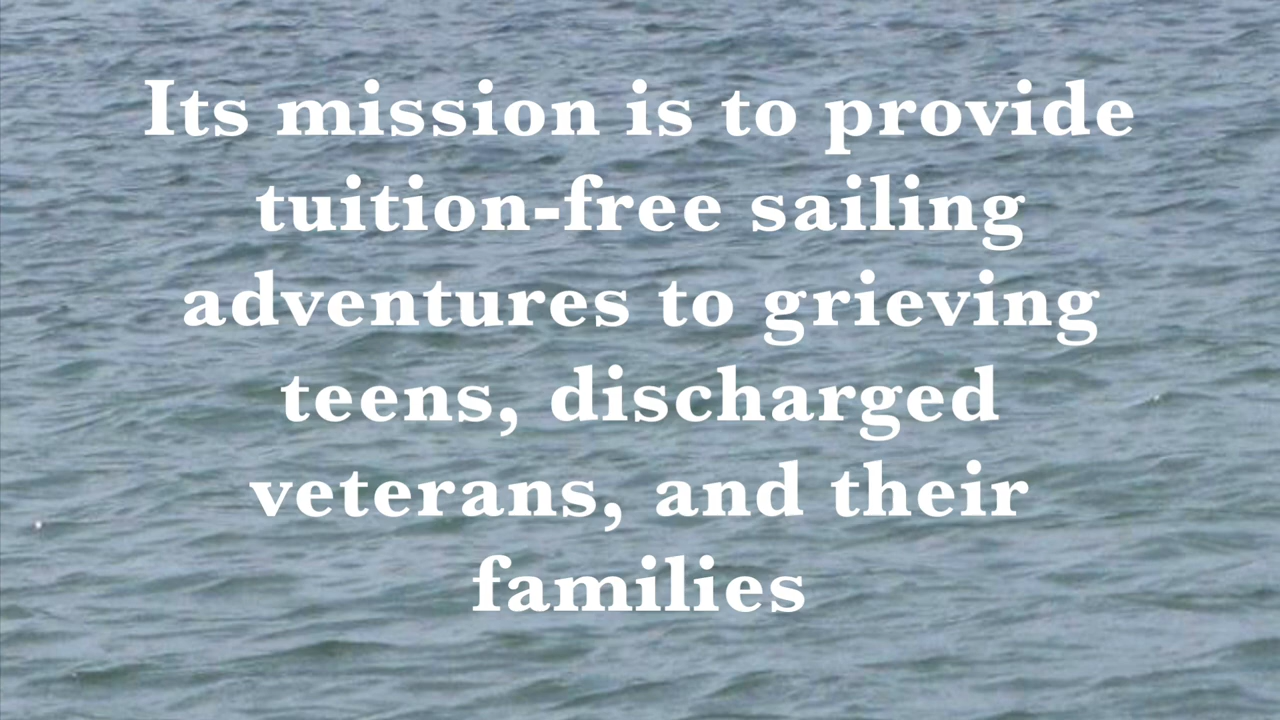 Its mission is to provide
tuition-free sailing
adventures to grieving
teens, discharged
veterans, and their
families